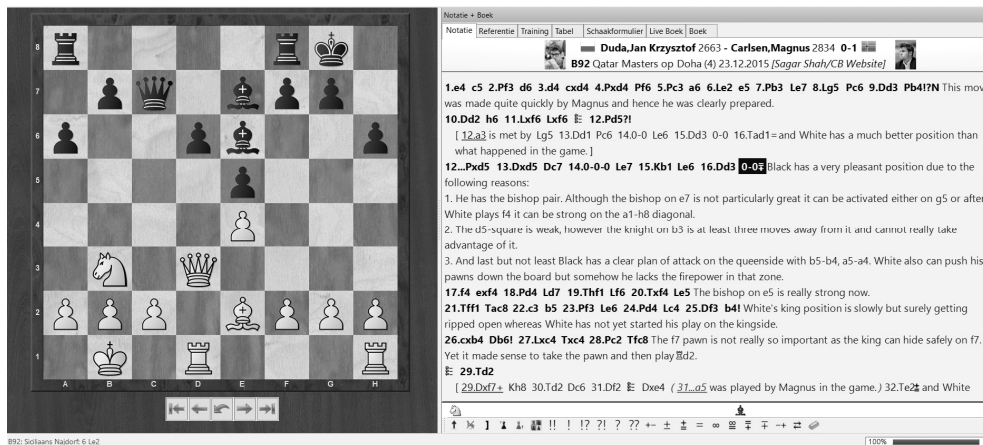 Notatie + Boek
Notatie Referentie Training Tabel Schaakformulier Live Boek Boek
Duda,Jan Krzysztof 2663 - Carlsen,Magnus 2834 0-1
B92 Qatar Masters op Doha (4) 23.12.2015 [Sagar Shah/CB Website]
1.e4 c5 2.Pf3 d6 3.d4 cxd4 4.Pxd4 Pf6 5.Pc3 a6 6.Le2 e5 7.Pb3 Le7 8.Lg5 Pc6 9.Dd3 Pb4!?N This mov
was made quite quickly by Magnus and hence he was clearly prepared.
10.Dd2 h6 11.Lxf6 Lxf6 12.Pd5?!
[ 12.a3 is met by Lg5 13.Dd1 Pc6 14.0-0 Le6 15.Dd3 0-0 16.Tad1= and White has a much better position than
what happened in the game. ]
12...Pxd5 13.Dxd5 Dc7 14.0-0-0 Le7 15.Kb1 Le6 16.Dd3 0-0∓ Black has a very pleasant position due to the
following reasons:
1. He has the bishop pair. Although the bishop on e7 is not particularly great it can be activated either on g5 or after
White plays f4 it can be strong on the a1-h8 diagonal.
2. The d5-square is weak, however the knight on b3 is at least three moves away from it and cannot really take
advantage of it.
3. And last but not least Black has a clear plan of attack on the queenside with b5-b4, a5-a4. White also can push his
pawns down the board but somehow he lacks the firepower in that zone.
17.f4 exf4 18.Pd4 Ld7 19.Thf1 Lf6 20.Txf4 Le5 The bishop on e5 is really strong now.
21.Tff1 Tac8 22.c3 b5 23.Pf3 Le6 24.Pd4 Lc4 25.Df3 b4! White's king position is slowly but surely getting
ripped open whereas White has not yet started his play on the kingside.
26.cxb4 Db6! 27.Lxc4 Txc4 28.Pc2 Tfc8 The f7 pawn is not really so important as the king can hide safely on f7.
Yet it made sense to take the pawn and then play ♖d2.
29.Td2
[ 29.Dxf7+ Kh8 30.Td2 Dc6 31.Df2 Dxe4 ( 31...a5 was played by Magnus in the game. ) 32.Te2± and White
8
7
6
5
4
3
2
1
A B C D E F G H
!! ! !? ?! ? ?? +- ± ⩲ = ∞ ∓ -+
B92: Siciliaans Najdorf: 6 Le2
100%